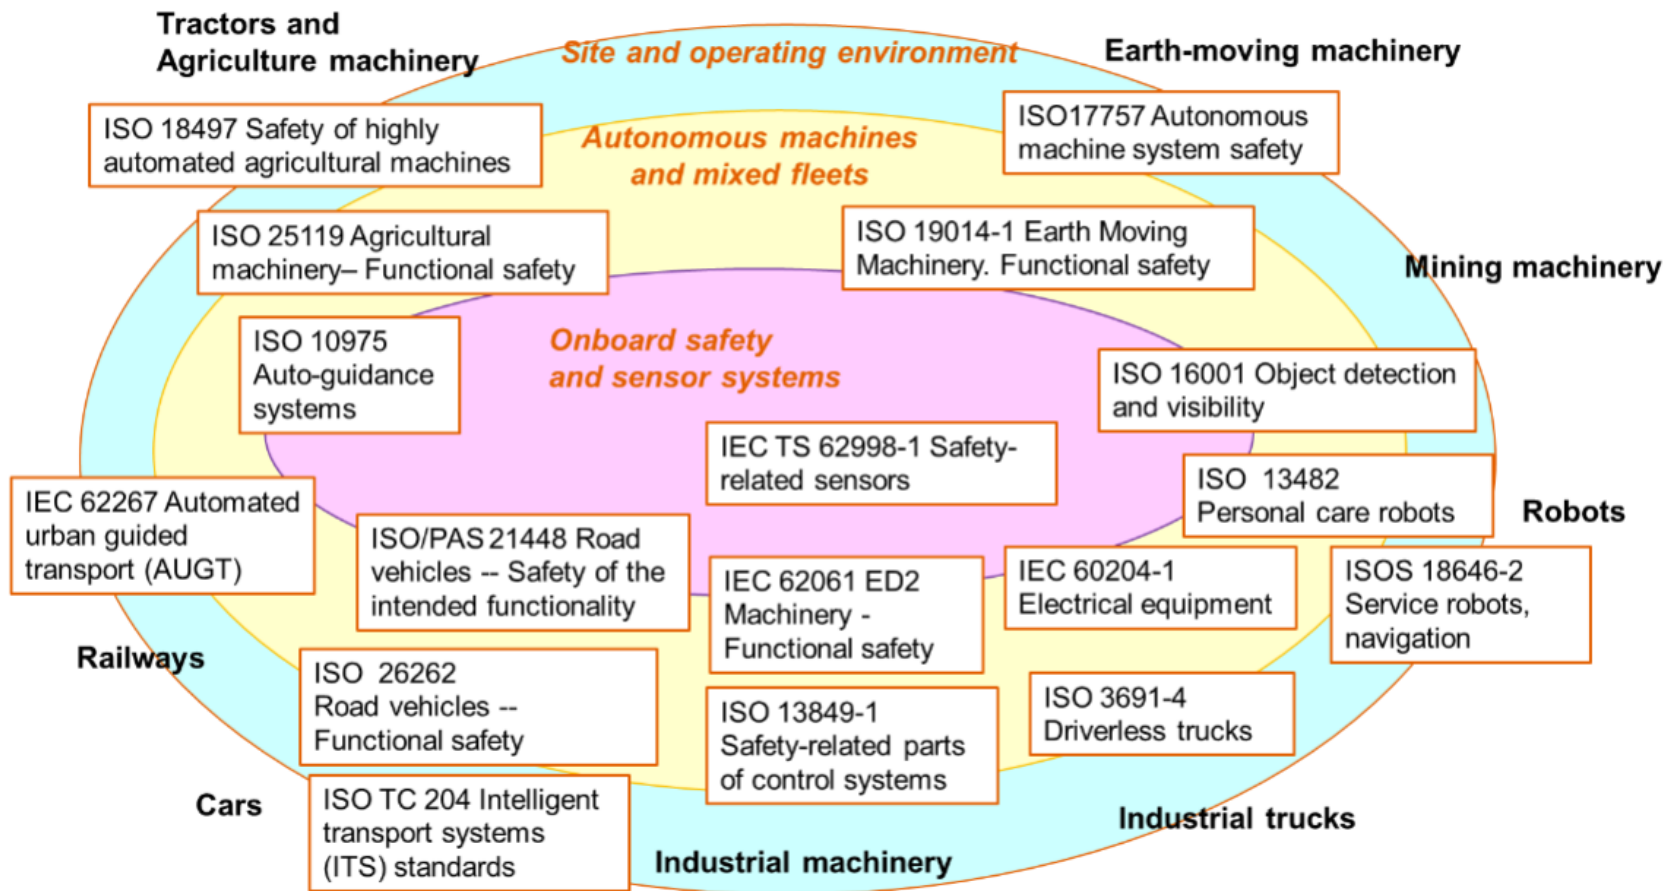 Tractors and
Agriculture machinery
Site and operating environment
Earth-moving machinery
ISO 18497 Safety of highly
automated agricultural machines
Autonomous machines
and mixed fleets
ISO17757 Autonomous
machine system safety
ISO 25119 Agricultural
machinery– Functional safety
ISO 19014-1 Earth Moving
Machinery. Functional safety
Mining machinery
ISO 10975
Auto-guidance
systems
Onboard safety
and sensor systems
ISO 16001 Object detection
and visibility
IEC TS 62998-1 Safety-
related sensors
ISO  13482
Personal care robots
Robots
IEC 62267 Automated
urban guided
transport (AUGT)
ISO/PAS 21448 Road
vehicles -- Safety of the
intended functionality
IEC 62061 ED2
Machinery -
Functional safety
IEC 60204-1
Electrical equipment
ISOS 18646-2
Service robots,
navigation
Railways
ISO  26262
Road vehicles --
Functional safety
ISO 13849-1
Safety-related parts
of control systems
ISO 3691-4
Driverless trucks
Cars
ISO TC 204 Intelligent
transport systems
(ITS) standards
Industrial machinery
Industrial trucks